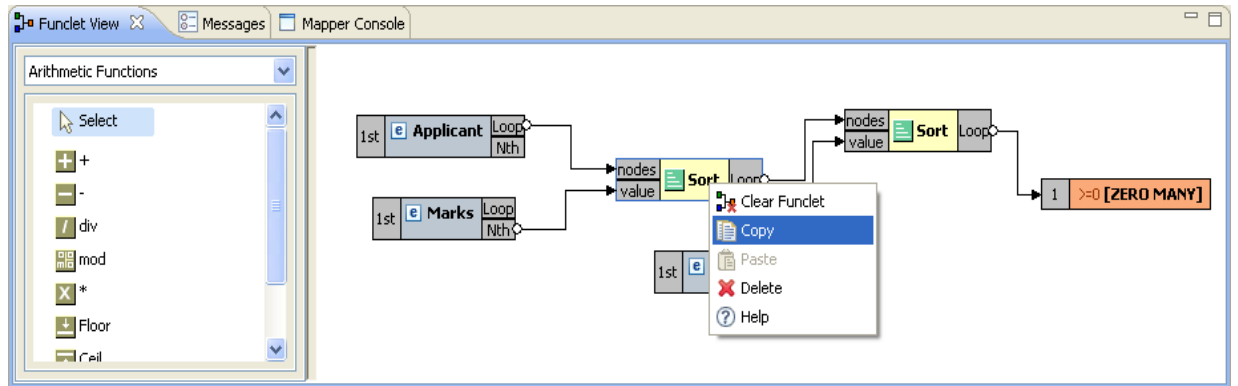 Funclet View
Messages
Mapper Console
Arithmetic Functions
Select
+
-
div
mod
*
Floor
Ceil
1st
Applicant
Loop
Nth
1st
Marks
Loop
Nth
nodes
value
Sort
Loop
nodes
value
Sort
Loop
1
>=0 [ZERO MANY]
1st
Clear Funclet
Copy
Paste
Delete
Help